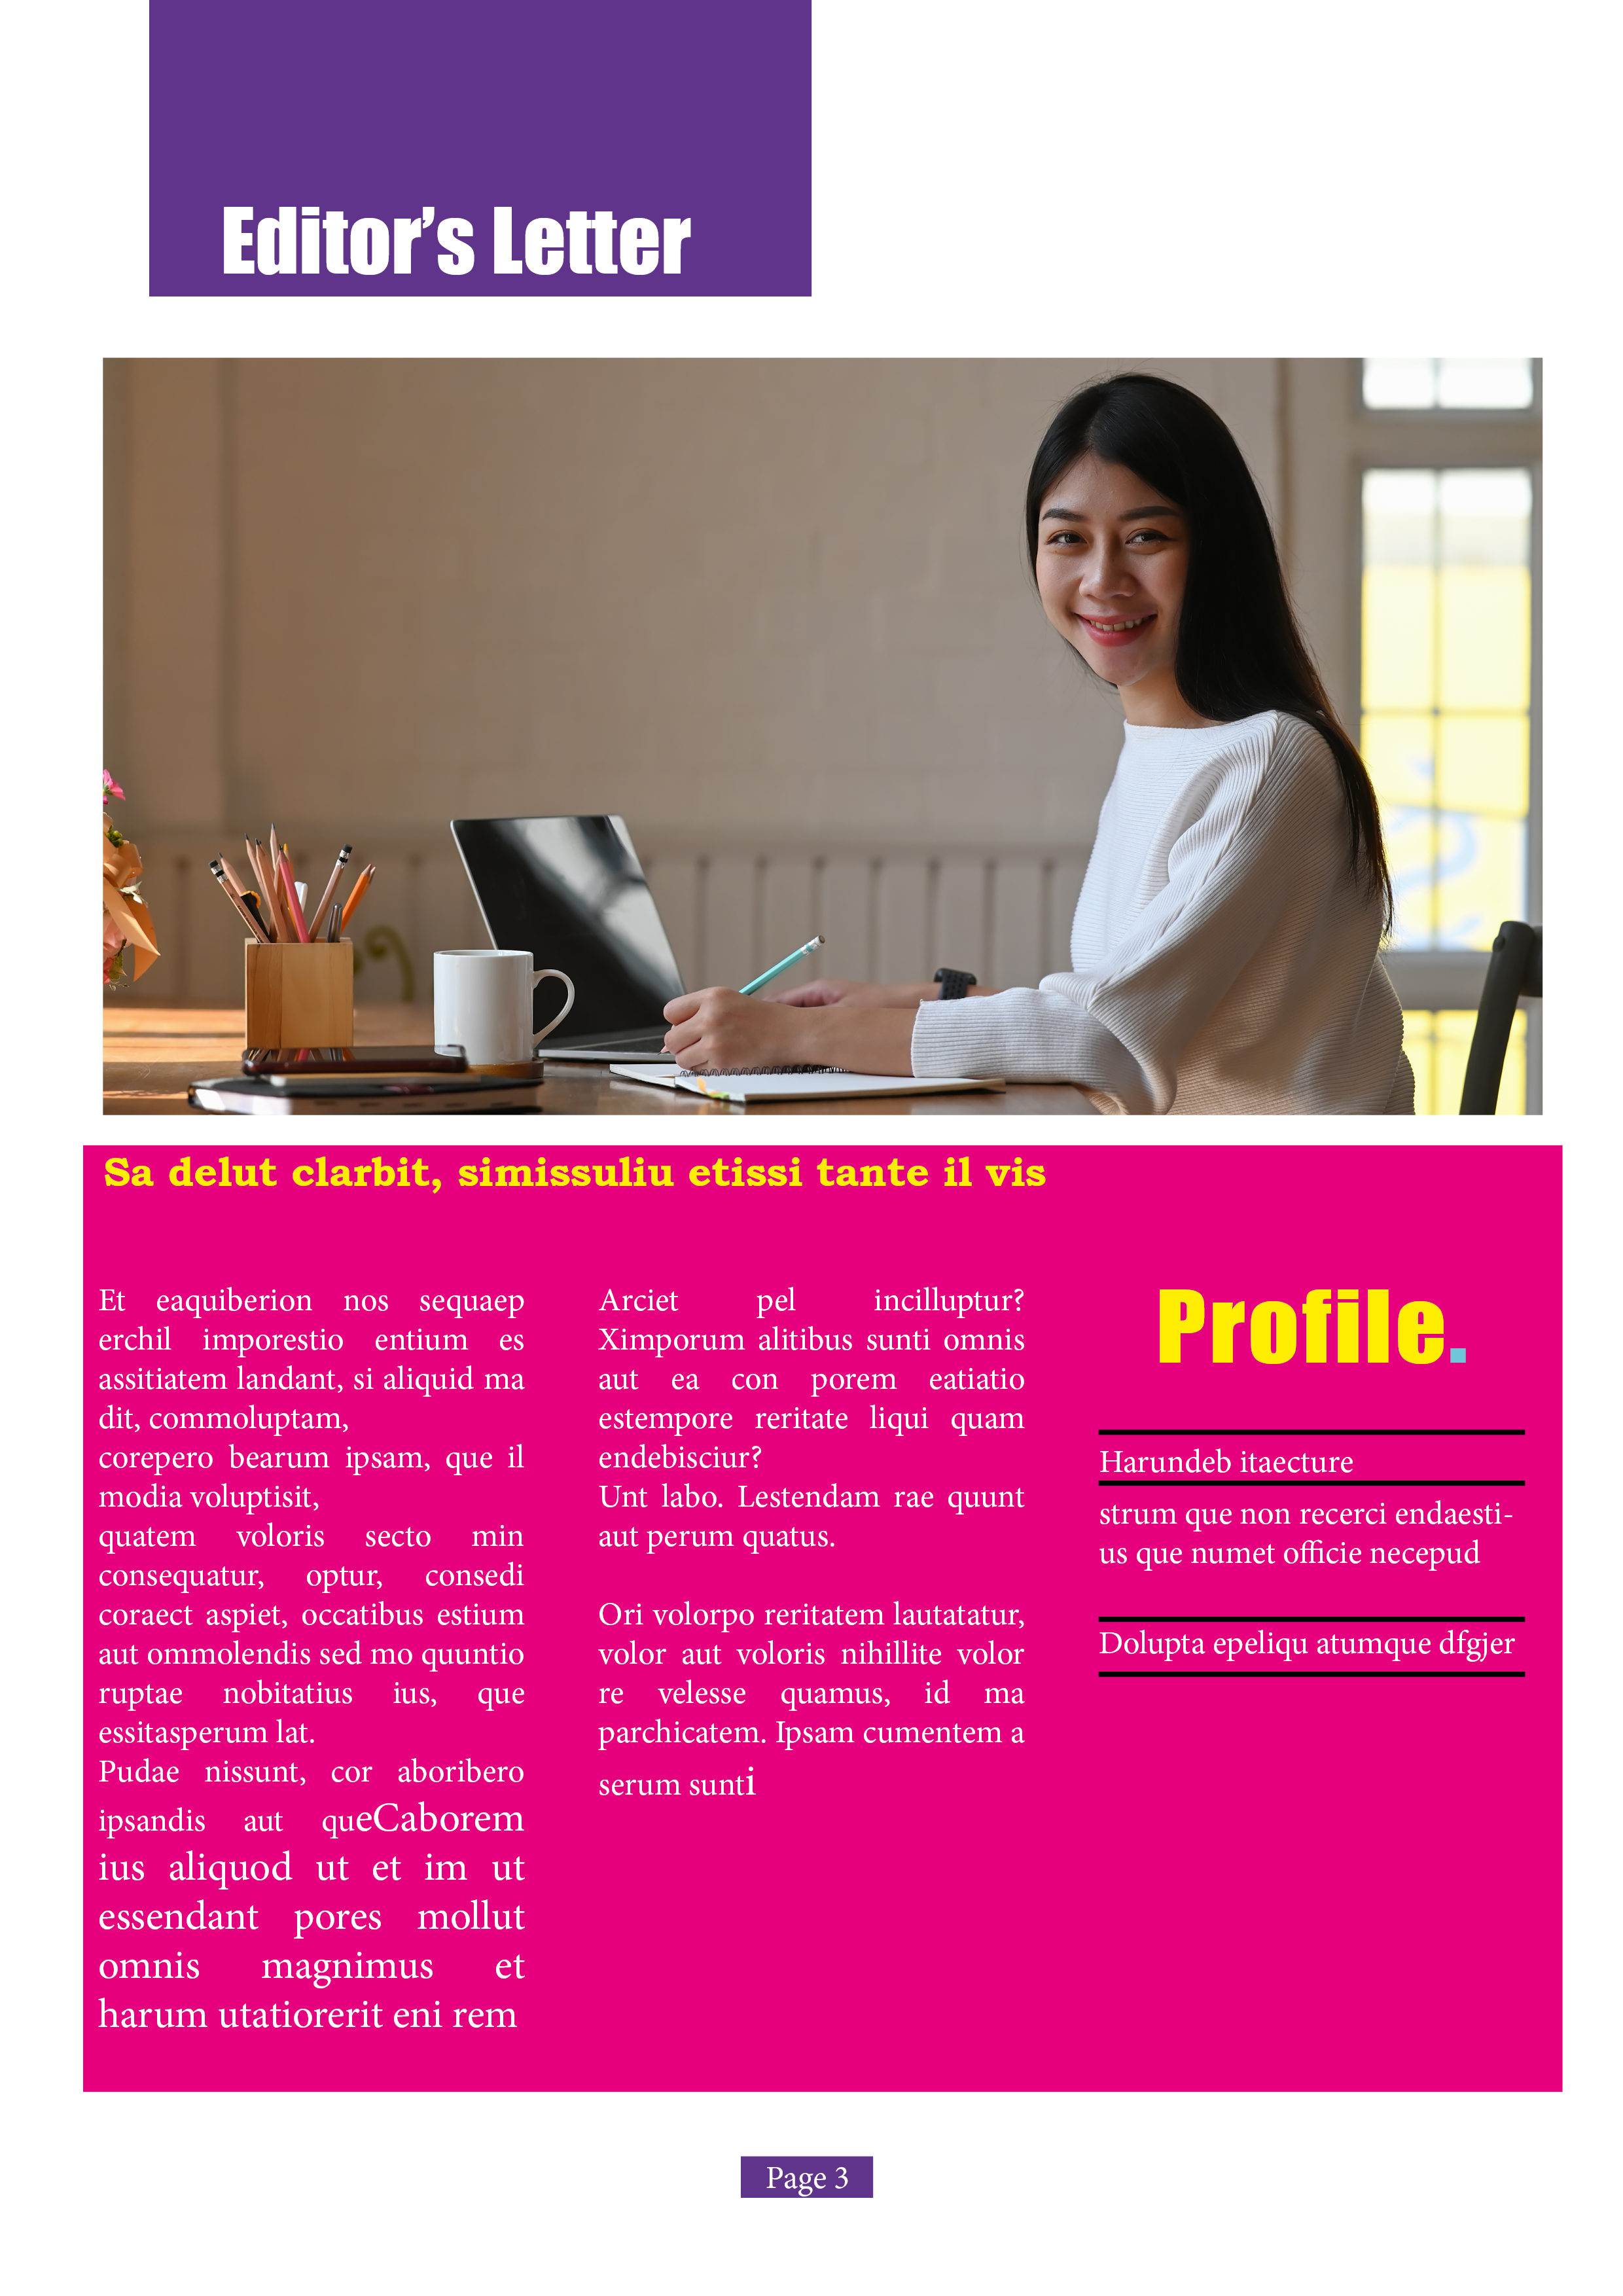 Editor’s Letter
Sa delut clarbit, simissuliu etissi tante il vis
Et eaquiberion nos sequaep
erchil imporestio entium es
assitiatem landant, si aliquid ma
dit, commoluptam,
corepero bearum ipsam, que il
modia voluptisit,
quatem voloris secto min
consequatur, optur, consedi
coraect aspiet, occatibus estium
aut ommolendis sed mo quuntio
ruptae nobitatius ius, que
essitasperum lat.
Pudae nissunt, cor aboribero
ipsandis aut queCaborem
ius aliquod ut et im ut
essendant pores mollut
omnis magnimus et
harum utatiorerit eni rem
Arciet pel incilluptur?
Ximporum alitibus sunti omnis
aut ea con porem eatiatio
estempore reritate liqui quam
endebisciur?
Unt labo. Lestendam rae quunt
aut perum quatus.
Ori volorpo reritatem lautatatur,
volor aut voloris nihillite volor
re velesse quamus, id ma
parchicatem. Ipsam cumentem a
serum sunti
Profile.
Harundeb itaecture
strum que non recerci endaesti-
us que numet officie necepud
Dolupta epeliqu atumque dfgjer
Page 3